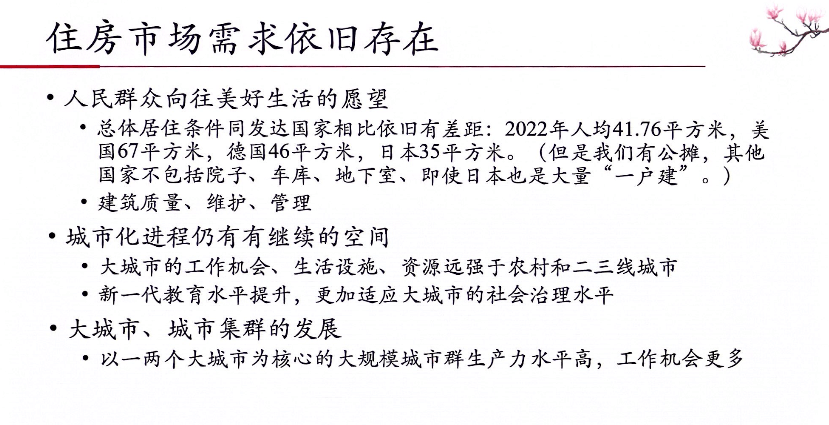 住房市场需求依旧存在
• 人民群众向往美好生活的愿望
• 总体居住条件同发达国家相比依旧有差距：2022年人均41.76平方米，美
国67平方米，德国46平方米，日本35平方米。（但是我们有公摊，其他
国家不包括院子、车库、地下室、即使日本也是大量“一户建”。）
• 建筑质量、维护、管理
• 城市化进程仍有有继续的空间
• 大城市的工作机会、生活设施、资源远强于农村和二三线城市
• 新一代教育水平提升，更加适应大城市的社会治理水平
• 大城市、城市集群的发展
• 以一两个大城市为核心的大规模城市群生产力水平高，工作机会更多